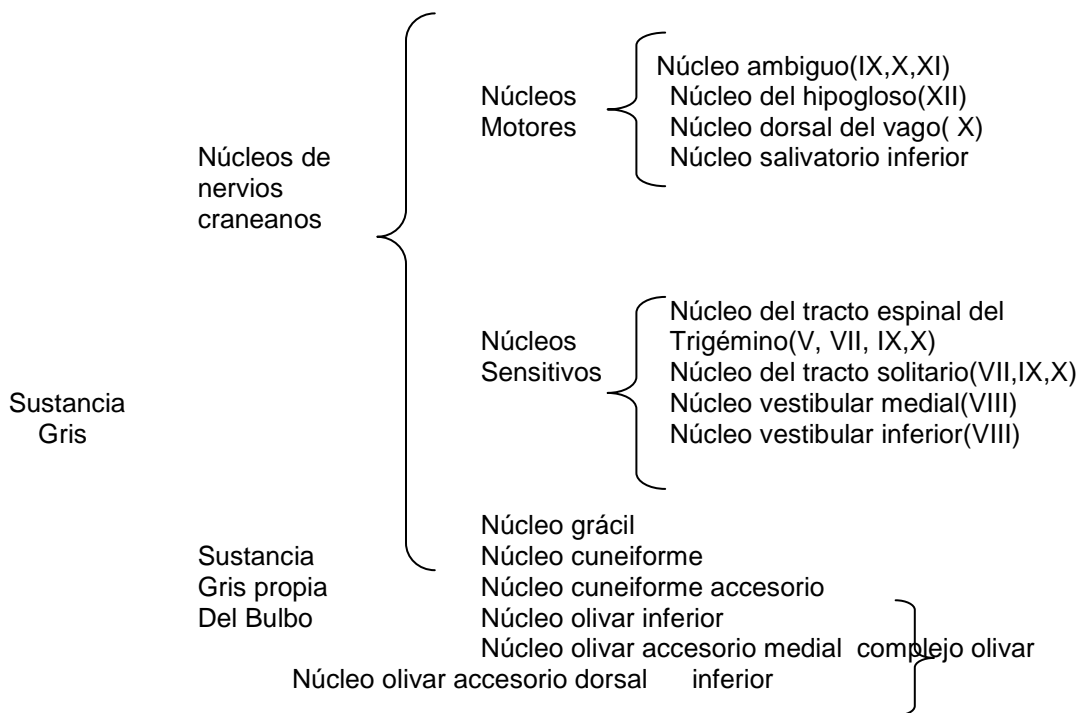 Sustancia
Gris
Núcleos de
nervios
craneanos
Núcleos
Motores
Núcleo ambiguo(IX,X,XI)
Núcleo del hipogloso(XII)
Núcleo dorsal del vago( X)
Núcleo salivatorio inferior
Núcleos
Sensitivos
Núcleo del tracto espinal del
Trigémino(V, VII, IX,X)
Núcleo del tracto solitario(VII,IX,X)
Núcleo vestibular medial(VIII)
Núcleo vestibular inferior(VIII)
Sustancia
Gris propia
Del Bulbo
Núcleo grácil
Núcleo cuneiforme
Núcleo cuneiforme accesorio
Núcleo olivar inferior
Núcleo olivar accesorio medial complejo olivar
Núcleo olivar accesorio dorsal inferior